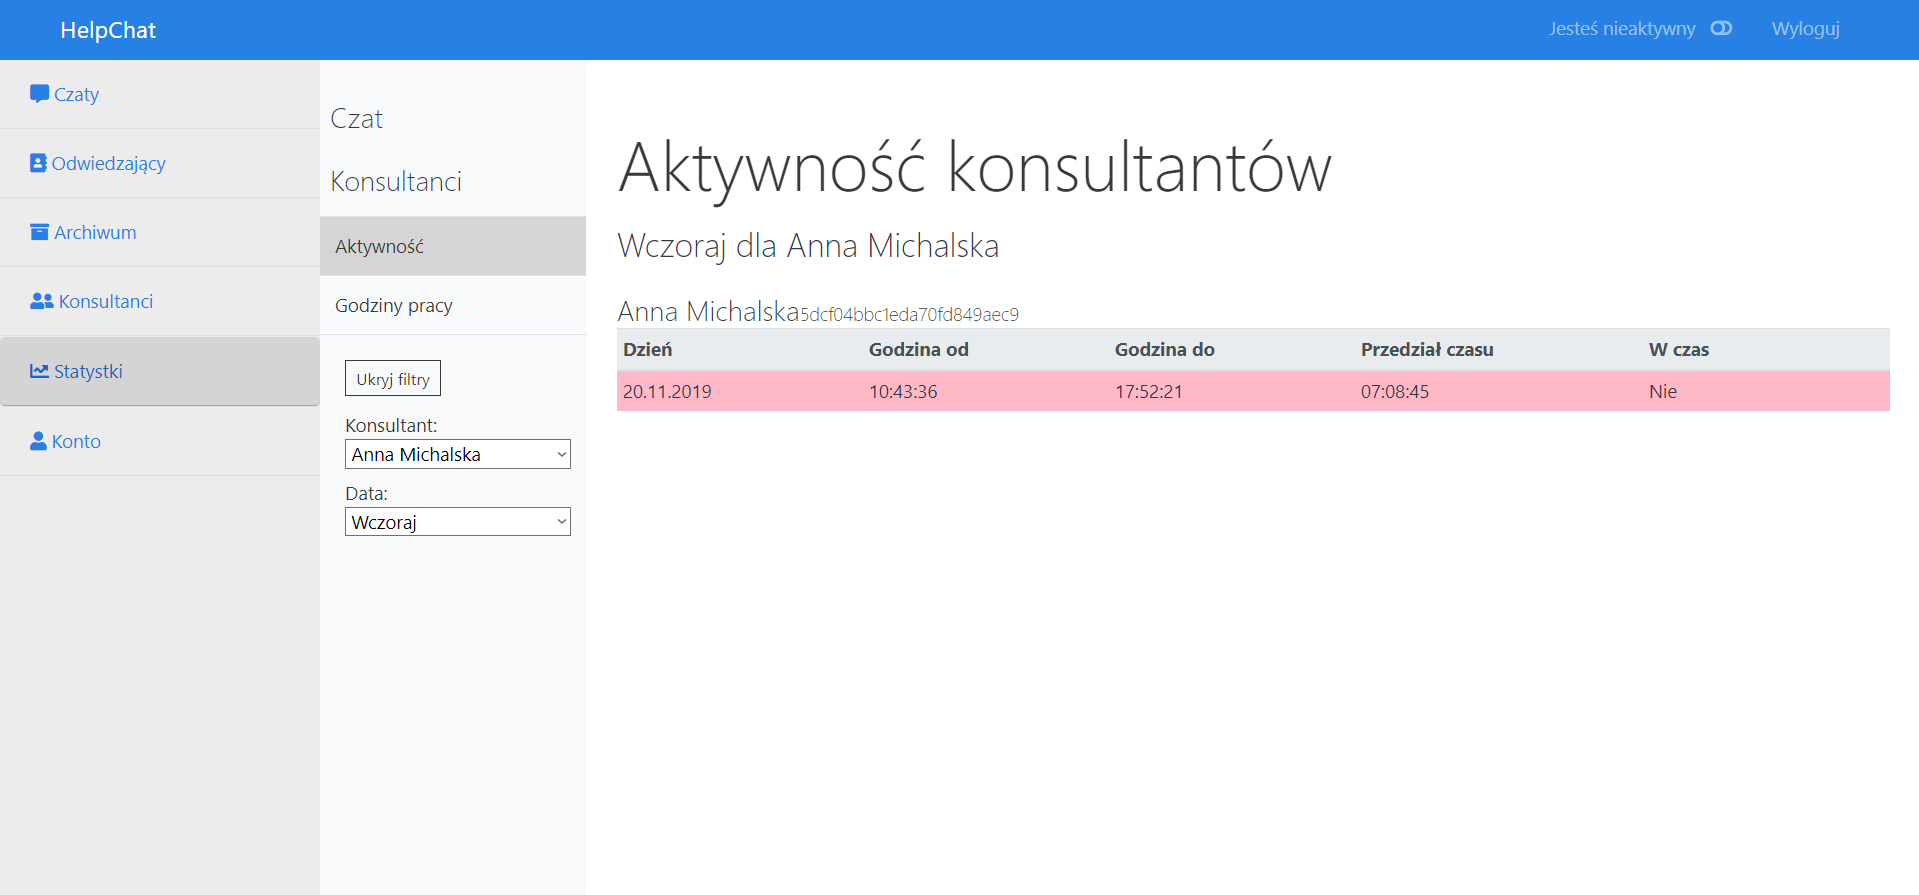 HelpChat
Jesteś nieaktywny
Wyloguj
Czaty
Odwiedzający
Archiwum
Konsultanci
Statystki
Konto
Czat
Konsultanci
Aktywność
Godziny pracy
Ukryj filtry
Konsultant:
Anna Michalska
Data:
Wczoraj
Aktywność konsultantów
Wczoraj dla Anna Michalska
Anna Michalska5dcf04bbc1eda70fd849aec9
Dzień Godzina od Godzina do Przedział czasu W czas
20.11.2019 10:43:36 17:52:21 07:08:45 Nie